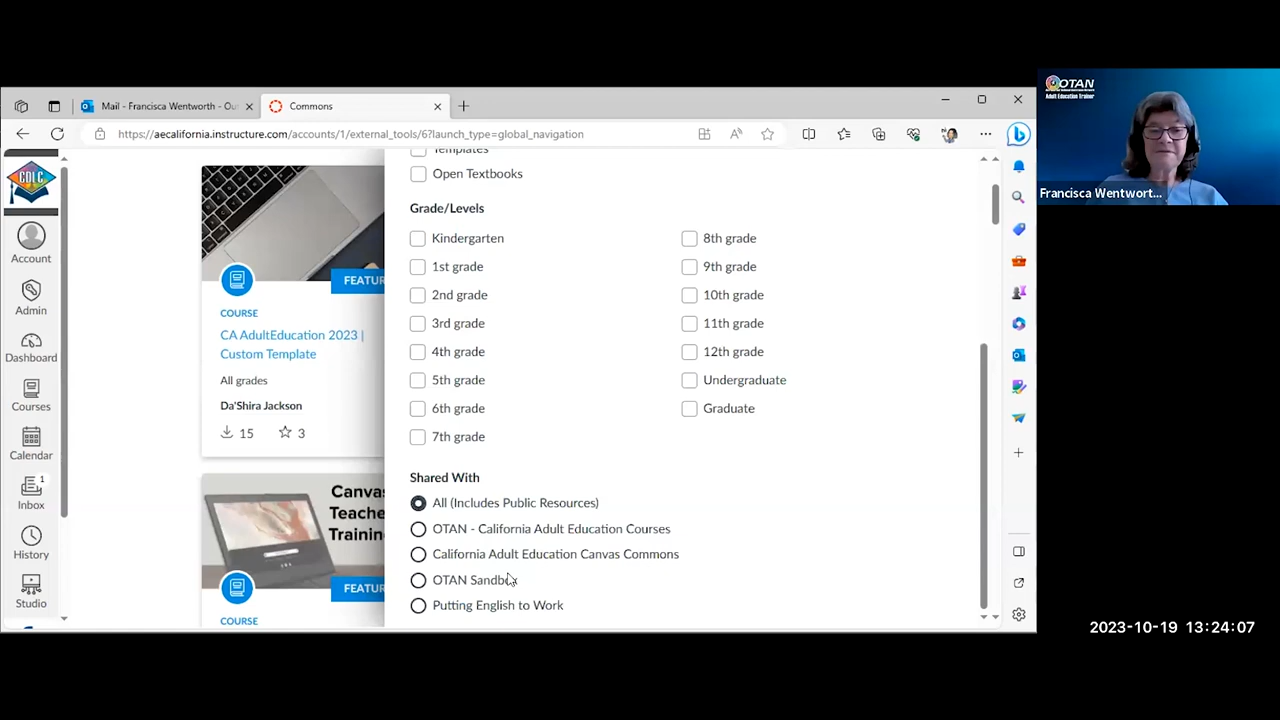 Mail - Francisca Wentworth - Ou
Commons
https://aecalifornia.instructure.com/accounts/1/external_tools/6?launch_type=global_navigation
OTAN
Adult Education Trainer
Francisca Wentwort...
CDLC
Account
Admin
Dashboard
Courses
Calendar
1
Inbox
History
Studio
FEATUR
COURSE
CA AdultEducation 2023 |
Custom Template
All grades
Da'Shira Jackson
15
3
Canvas
Teache
Trainin
FEATUR
COURSE
Templates
Open Textbooks
Grade/Levels
Kindergarten
8th grade
1st grade
9th grade
2nd grade
10th grade
3rd grade
11th grade
4th grade
12th grade
5th grade
Undergraduate
6th grade
Graduate
7th grade
Shared With
All (Includes Public Resources)
OTAN - California Adult Education Courses
California Adult Education Canvas Commons
OTAN Sandbox
Putting English to Work
2023-10-19 13:24:07